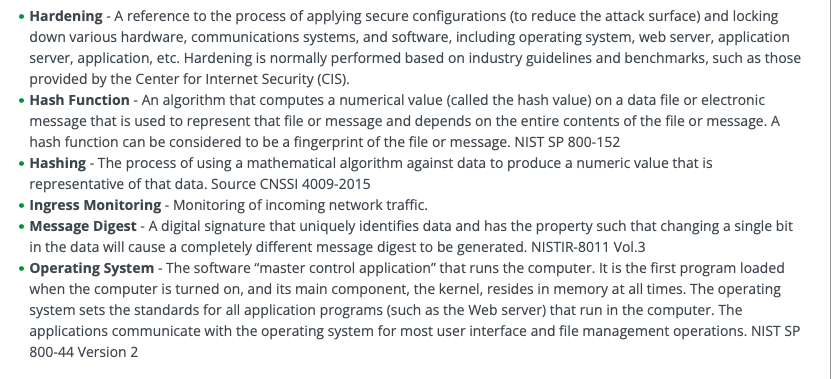 • Hardening - A reference to the process of applying secure configurations (to reduce the attack surface) and locking
down various hardware, communications systems, and software, including operating system, web server, application
server, application, etc. Hardening is normally performed based on industry guidelines and benchmarks, such as those
provided by the Center for Internet Security (CIS).
• Hash Function - An algorithm that computes a numerical value (called the hash value) on a data file or electronic
message that is used to represent that file or message and depends on the entire contents of the file or message. A
hash function can be considered to be a fingerprint of the file or message. NIST SP 800-152
• Hashing - The process of using a mathematical algorithm against data to produce a numeric value that is
representative of that data. Source CNSSI 4009-2015
• Ingress Monitoring - Monitoring of incoming network traffic.
• Message Digest - A digital signature that uniquely identifies data and has the property such that changing a single bit
in the data will cause a completely different message digest to be generated. NISTIR-8011 Vol.3
• Operating System - The software “master control application” that runs the computer. It is the first program loaded
when the computer is turned on, and its main component, the kernel, resides in memory at all times. The operating
system sets the standards for all application programs (such as the Web server) that run in the computer. The
applications communicate with the operating system for most user interface and file management operations. NIST SP
800-44 Version 2